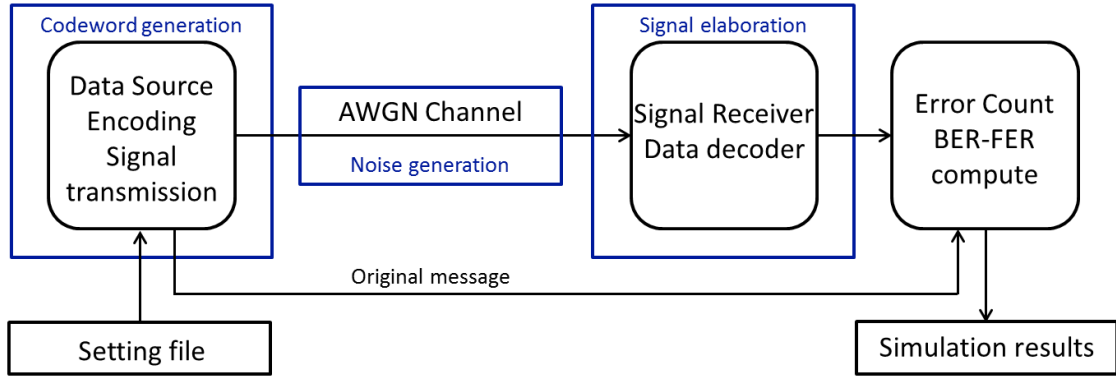 Codeword generation
Data Source
Encoding
Signal
transmission
AWGN Channel
Noise generation
Signal elaboration
Signal Receiver
Data decoder
Error Count
BER-FER
compute
Original message
Setting file
Simulation results